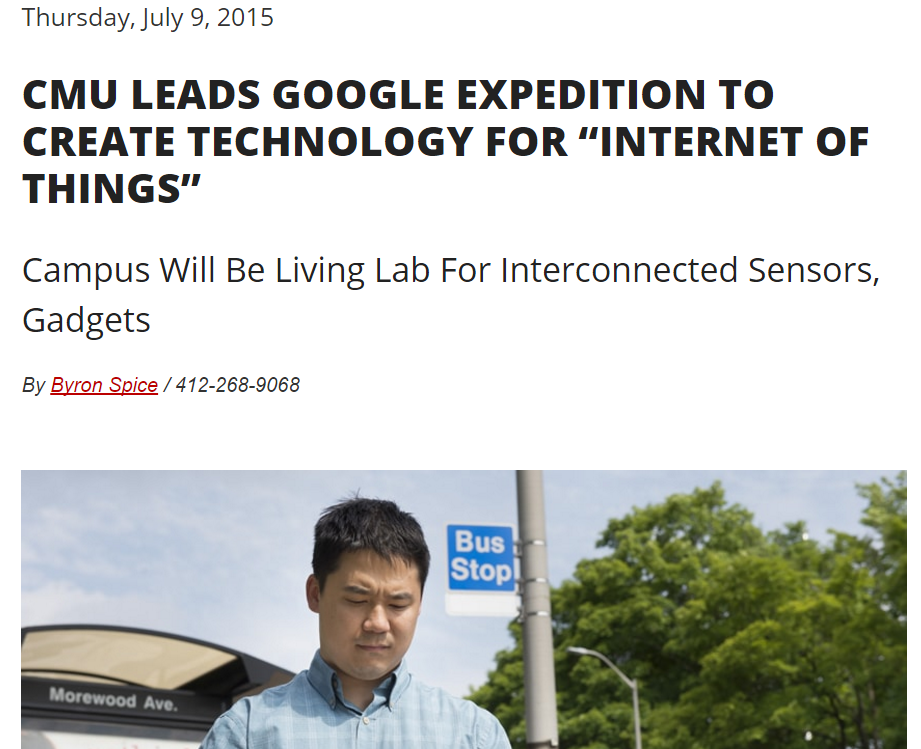 Thursday, July 9, 2015
CMU LEADS GOOGLE EXPEDITION TO
CREATE TECHNOLOGY FOR “INTERNET OF
THINGS”
Campus Will Be Living Lab For Interconnected Sensors,
Gadgets
By Byron Spice / 412-268-9068
Bus
Stop
Morewood Ave.